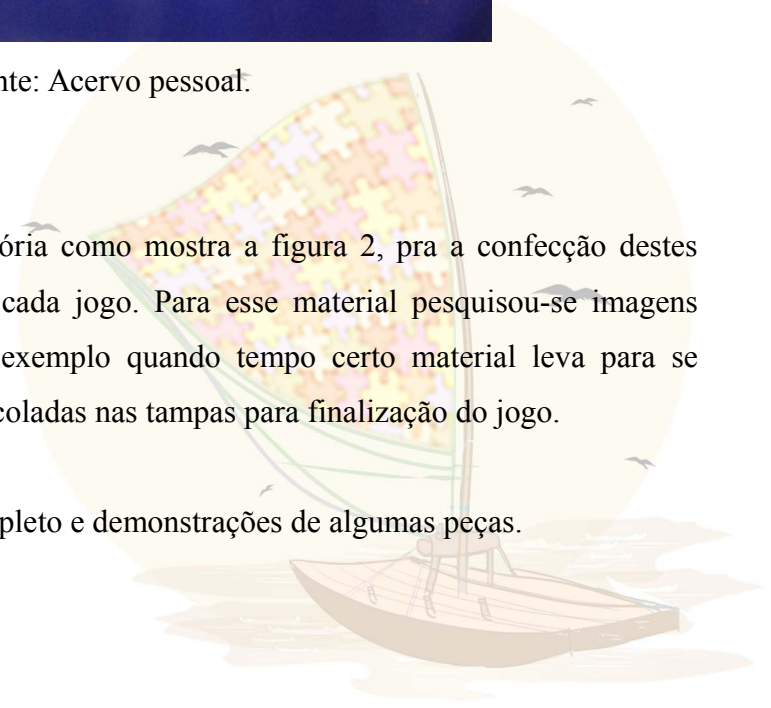 nte: Acervo pessoal.
ória como mostra a figura 2, pra a confecção destes
cada jogo. Para esse material pesquisou-se imagens
exemplo quando tempo certo material leva para se
coladas nas tampas para finalização do jogo.
pleto e demonstrações de algumas peças.